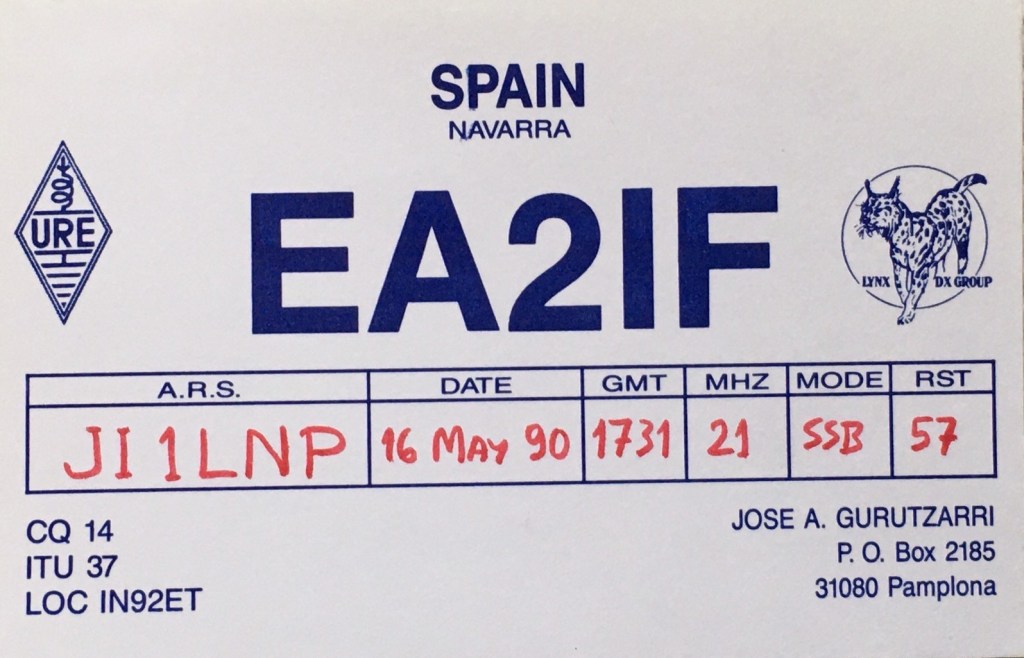 SPAIN
NAVARRA
URE
EA2IF
LYNX DX GROUP
A.R.S. DATE GMT MHZ MODE RST
JI1LNP 16 MAY 90 1731 21 SSB 57
CQ 14
ITU 37
LOC IN92ET
JOSE A. GURUTZARRI
P. O. Box 2185
31080 Pamplona